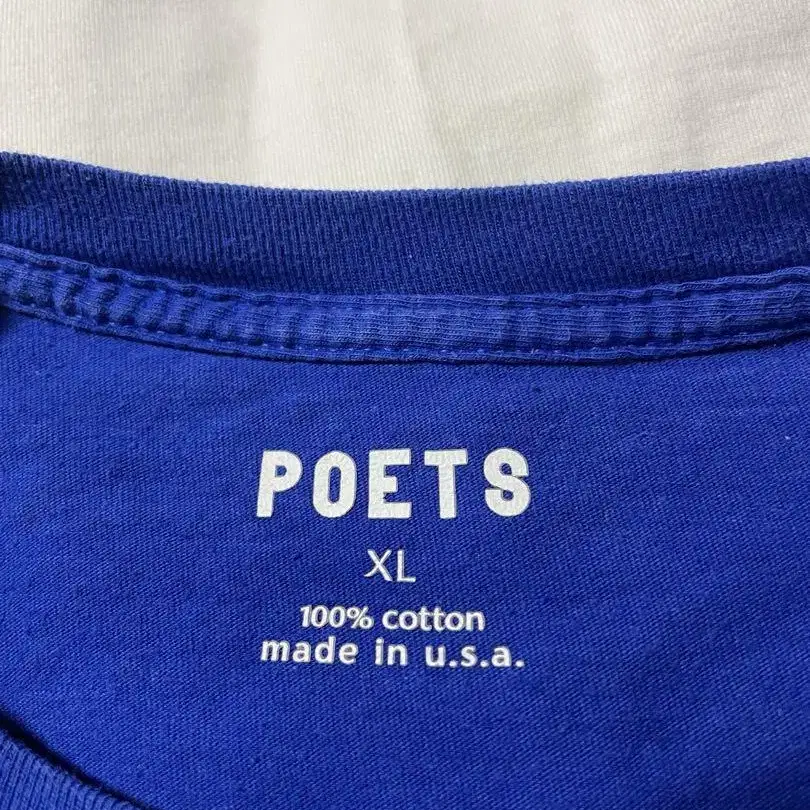 POETS
XL
100% cotton
made in u.s.a.